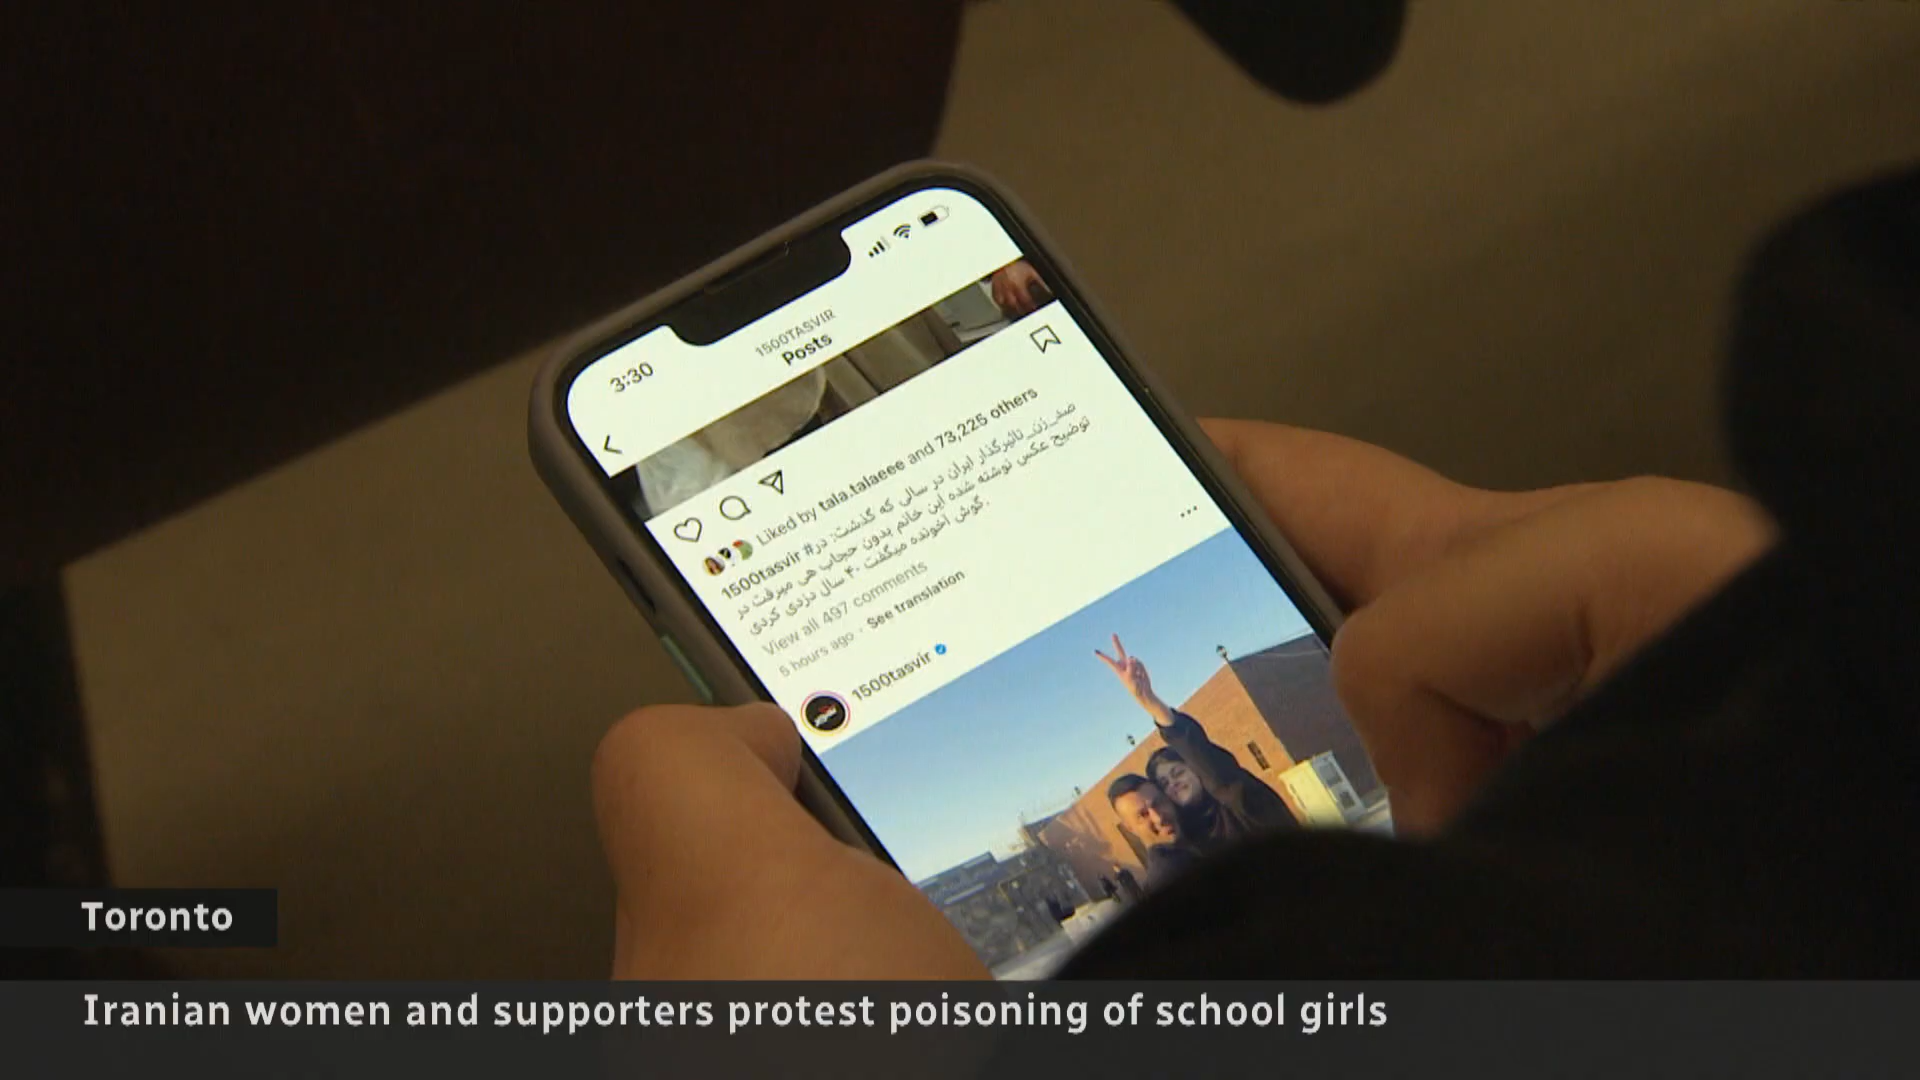 3:30
1500TASVIR
Posts
Liked by tala.talaeee and 73,225 others
1500tasvir #صد_زن_تاثیرگذار ایران در سالی که گذشت: در
توضیح عکس نوشته شده این خانم بدون حجاب هی میرفت در
گوش آخونده میگفت ۴۰ سال دزدی کردی.
View all 497 comments
5 hours ago · See translation
1500tasvir
Toronto
Iranian women and supporters protest poisoning of school girls